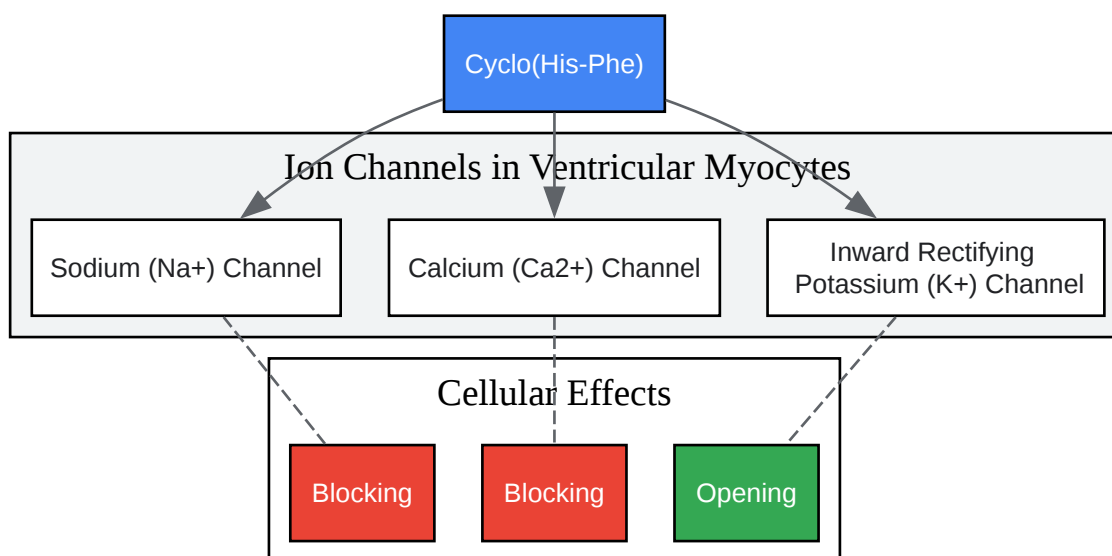 Cyclo(His-Phe)
Ion Channels in Ventricular Myocytes
Sodium (Na+) Channel
Calcium (Ca2+) Channel
Inward Rectifying
Potassium (K+) Channel
Cellular Effects
Blocking
Blocking
Opening